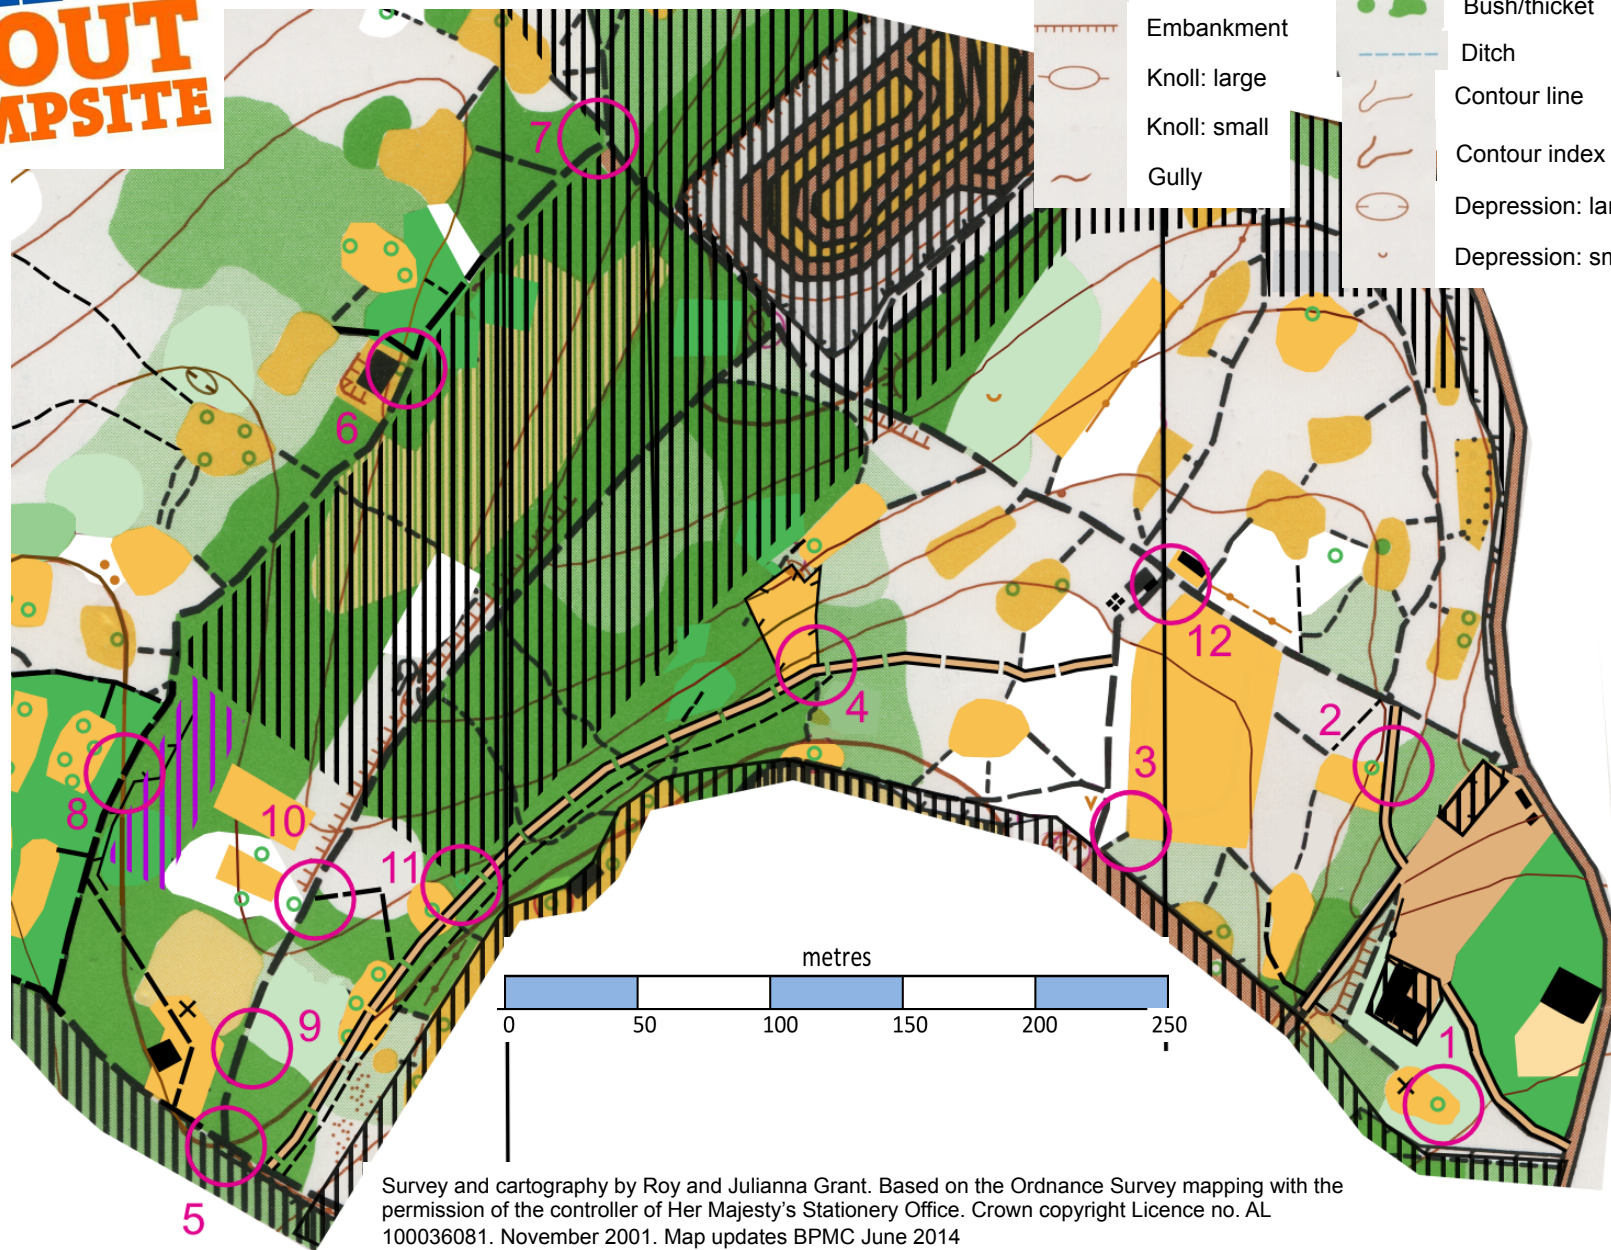 OUT
MPSITE
Embankment
Knoll: large
Knoll: small
Gully
Bush/thicket
Ditch
Contour line
Contour index
Depression: lar
Depression: sm
7
6
4
12
2
3
8
10
11
9
1
5
metres
0 50 100 150 200 250
Survey and cartography by Roy and Julianna Grant. Based on the Ordnance Survey mapping with the
permission of the controller of Her Majesty's Stationery Office. Crown copyright Licence no. AL
100036081. November 2001. Map updates BPMC June 2014